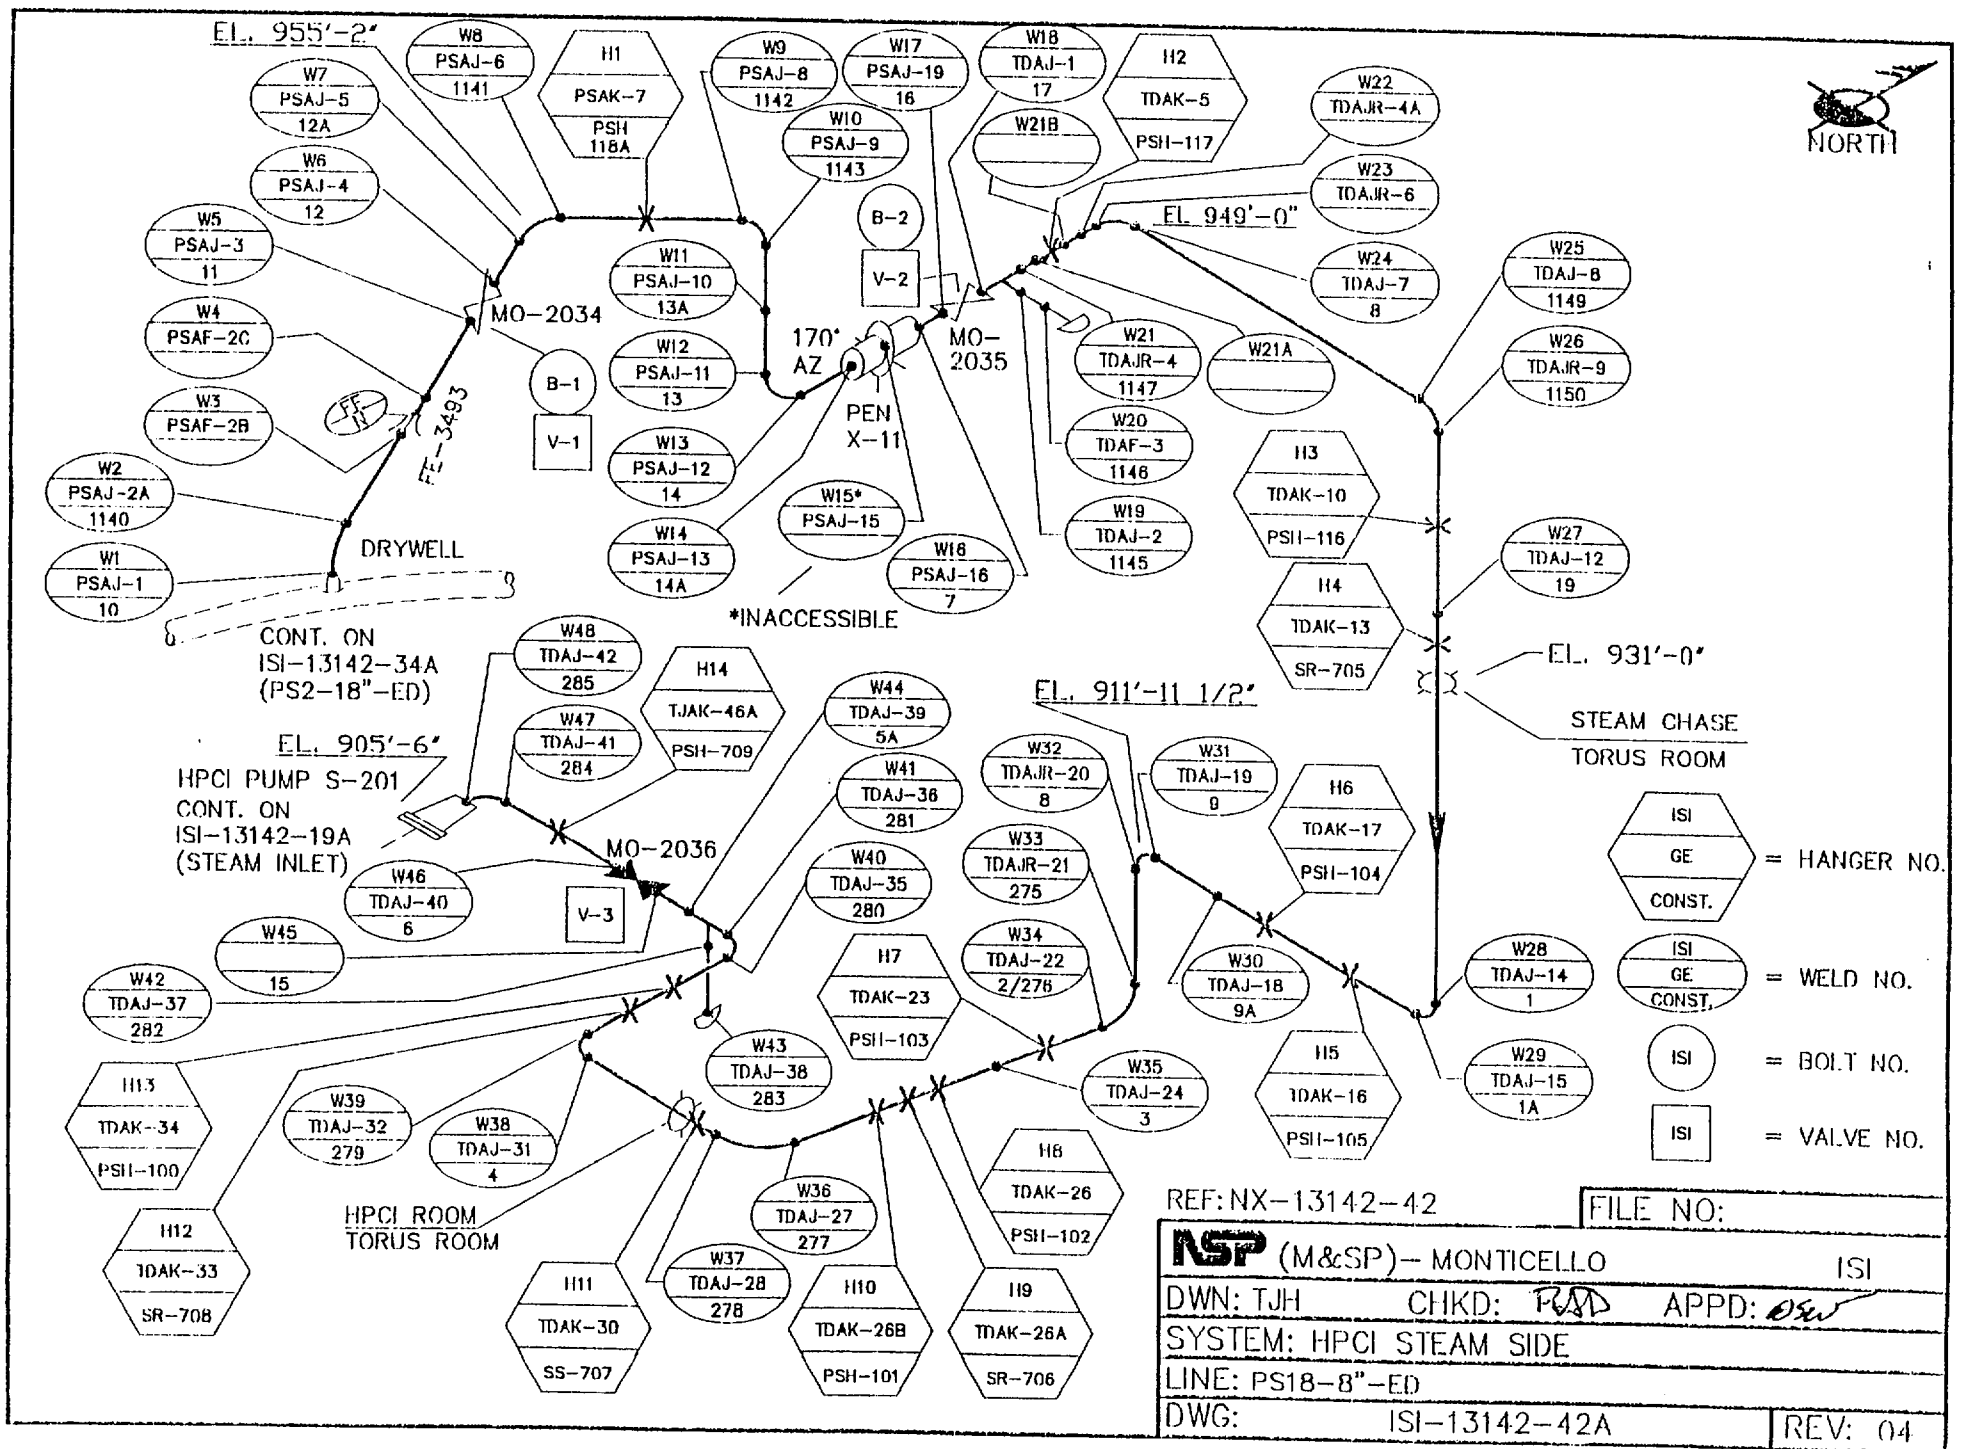 EL. 955'-2"
W8
PSAJ-6
1141
H1
PSAK-7
PSH
118A
W9
PSAJ-8
1142
W17
PSAJ-19
16
W18
TDAJ-1
17
H2
TDAK-5
PSH-117
W22
TDAJR-4A
NORTH
W7
PSAJ-5
12A
W10
PSAJ-9
1143
W21B
W6
PSAJ-4
12
W23
TDAJR-6
W5
PSAJ-3
11
B-2
EL 949'-0"
W11
PSAJ-10
13A
V-2
W24
TDAJ-7
8
W25
TDAJ-8
1149
W4
PSAF-2C
MO-2034
170°
AZ
MO-
2035
W21
TDAJR-4
1147
W21A
W26
TDAJR-9
1150
W12
PSAJ-11
13
B-1
W3
PSAF-2B
FE-3493
V-1
PEN
X-11
W20
TDAF-3
1146
W13
PSAJ-12
14
H3
TDAK-10
PSH-116
W2
PSAJ-2A
1140
W15*
PSAJ-15
W19
TDAJ-2
1145
W27
TDAJ-12
19
DRYWELL
W14
PSAJ-13
14A
W16
PSAJ-16
7
W1
PSAJ-1
10
H4
TDAK-13
SR-705
*INACCESSIBLE
CONT. ON
ISI-13142-34A
(PS2-18"-ED)
W48
TDAJ-42
285
H14
TJAK-46A
PSH-709
W44
TDAJ-39
5A
EL. 911'-11 1/2"
EL. 931'-0"
STEAM CHASE
TORUS ROOM
W47
TDAJ-41
284
EL. 905'-6"
W32
TDAJR-20
8
W31
TDAJ-19
9
HPCI PUMP S-201
CONT. ON
ISI-13142-19A
(STEAM INLET)
W41
TDAJ-36
281
H6
TDAK-17
PSH-104
ISI
GE
CONST.
= HANGER NO.
MO-2036
W33
TDAJR-21
275
W40
TDAJ-35
280
W46
TDAJ-40
6
V-3
W45
15
H7
TDAK-23
PSH-103
W34
TDAJ-22
2/276
W30
TDAJ-18
9A
W28
TDAJ-14
1
ISI
GE
CONST.
= WELD NO.
W42
TDAJ-37
282
W43
TDAJ-38
283
W35
TDAJ-24
3
H5
TDAK-16
PSH-105
W29
TDAJ-15
1A
ISI
= BOLT NO.
H13
TDAK-34
PSH-100
W39
TDAJ-32
279
W38
TDAJ-31
4
H8
TDAK-26
PSH-102
ISI
= VALVE NO.
W36
TDAJ-27
277
HPCI ROOM
TORUS ROOM
H12
TDAK-33
SR-708
W37
TDAJ-28
278
H11
TDAK-30
SS-707
H10
TDAK-26B
PSH-101
H9
TDAK-26A
SR-706
REF: NX-13142-42
FILE NO:
NSP (M&SP)- MONTICELLO ISI
DWN: TJH CHKD: APPD:
SYSTEM: HPCI STEAM SIDE
LINE: PS18-8"-ED
DWG: ISI-13142-42A REV: 04